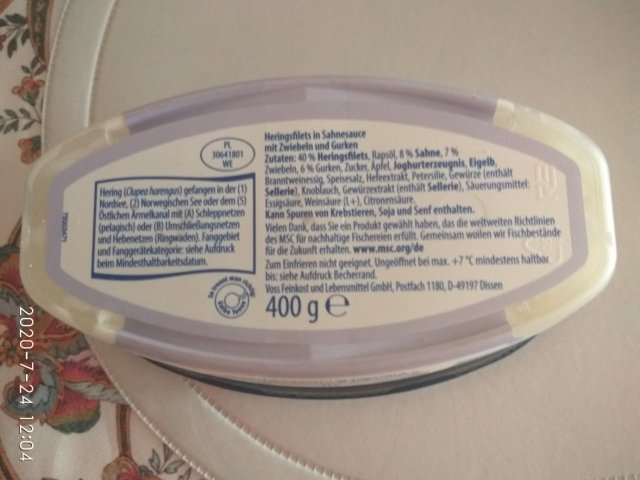 Heringsfilets in Sahnesauce
mit Zwiebeln und Gurken
Zutaten: 40 % Heringsfilets, Rapsöl, 8 % Sahne, 7 %
Zwiebeln, 6 % Gurken, Zucker, Äpfel, Joghurterzeugnis, Eigelb,
Branntweinessig, Speisesalz, Hefeextrakt, Petersilie, Gewürze (enthält
Sellerie), Knoblauch, Gewürzextrakt (enthält Sellerie), Säuerungsmittel:
Essigsäure, Weinsäure (L+), Citronensäure.
Kann Spuren von Krebstieren, Soja und Senf enthalten.
Vielen Dank, dass Sie ein Produkt gewählt haben, das die weltweiten Richtlinien
des MSC für nachhaltige Fischereien erfüllt. Gemeinsam wollen wir Fischbestände
für die Zukunft erhalten. www.msc.org/de
Zum Einfrieren nicht geeignet. Ungeöffnet bei max. +7 °C mindestens haltbar
bis: siehe Aufdruck Becherrand.
Voss Feinkost und Lebensmittel GmbH, Postfach 1180, D-49197 Dissen
400 g e
PL
30641801
WE
Hering (Clupea harengus) gefangen in der (1)
Nordsee, (2) Norwegischen See oder dem (5)
Östlichen Ärmelkanal mit (A) Schleppnetzen
(pelagisch) oder (B) Umschließungsnetzen
und Hebenetzen (Ringwaden). Fanggebiet
und Fanggerätekategorie: siehe Aufdruck
beim Mindesthaltbarkeitsdatum.
So trennt man richtig:
2020-7-24 12:04